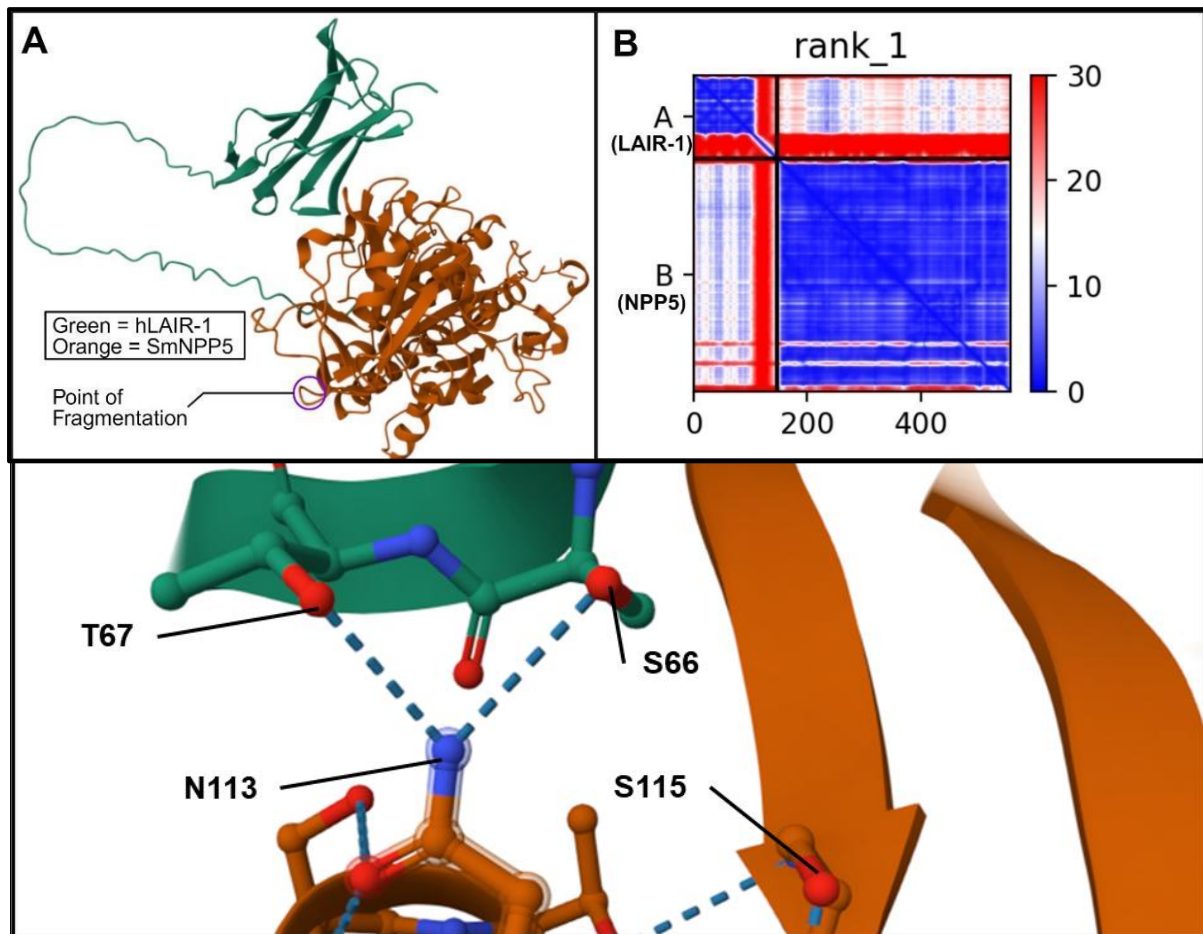 A
Green = hLAIR-1
Orange = SmNPP5
Point of
Fragmentation
B
rank_1
A
(LAIR-1)
B
(NPP5)
0 200 400
30
20
10
0
T67
S66
N113
S115